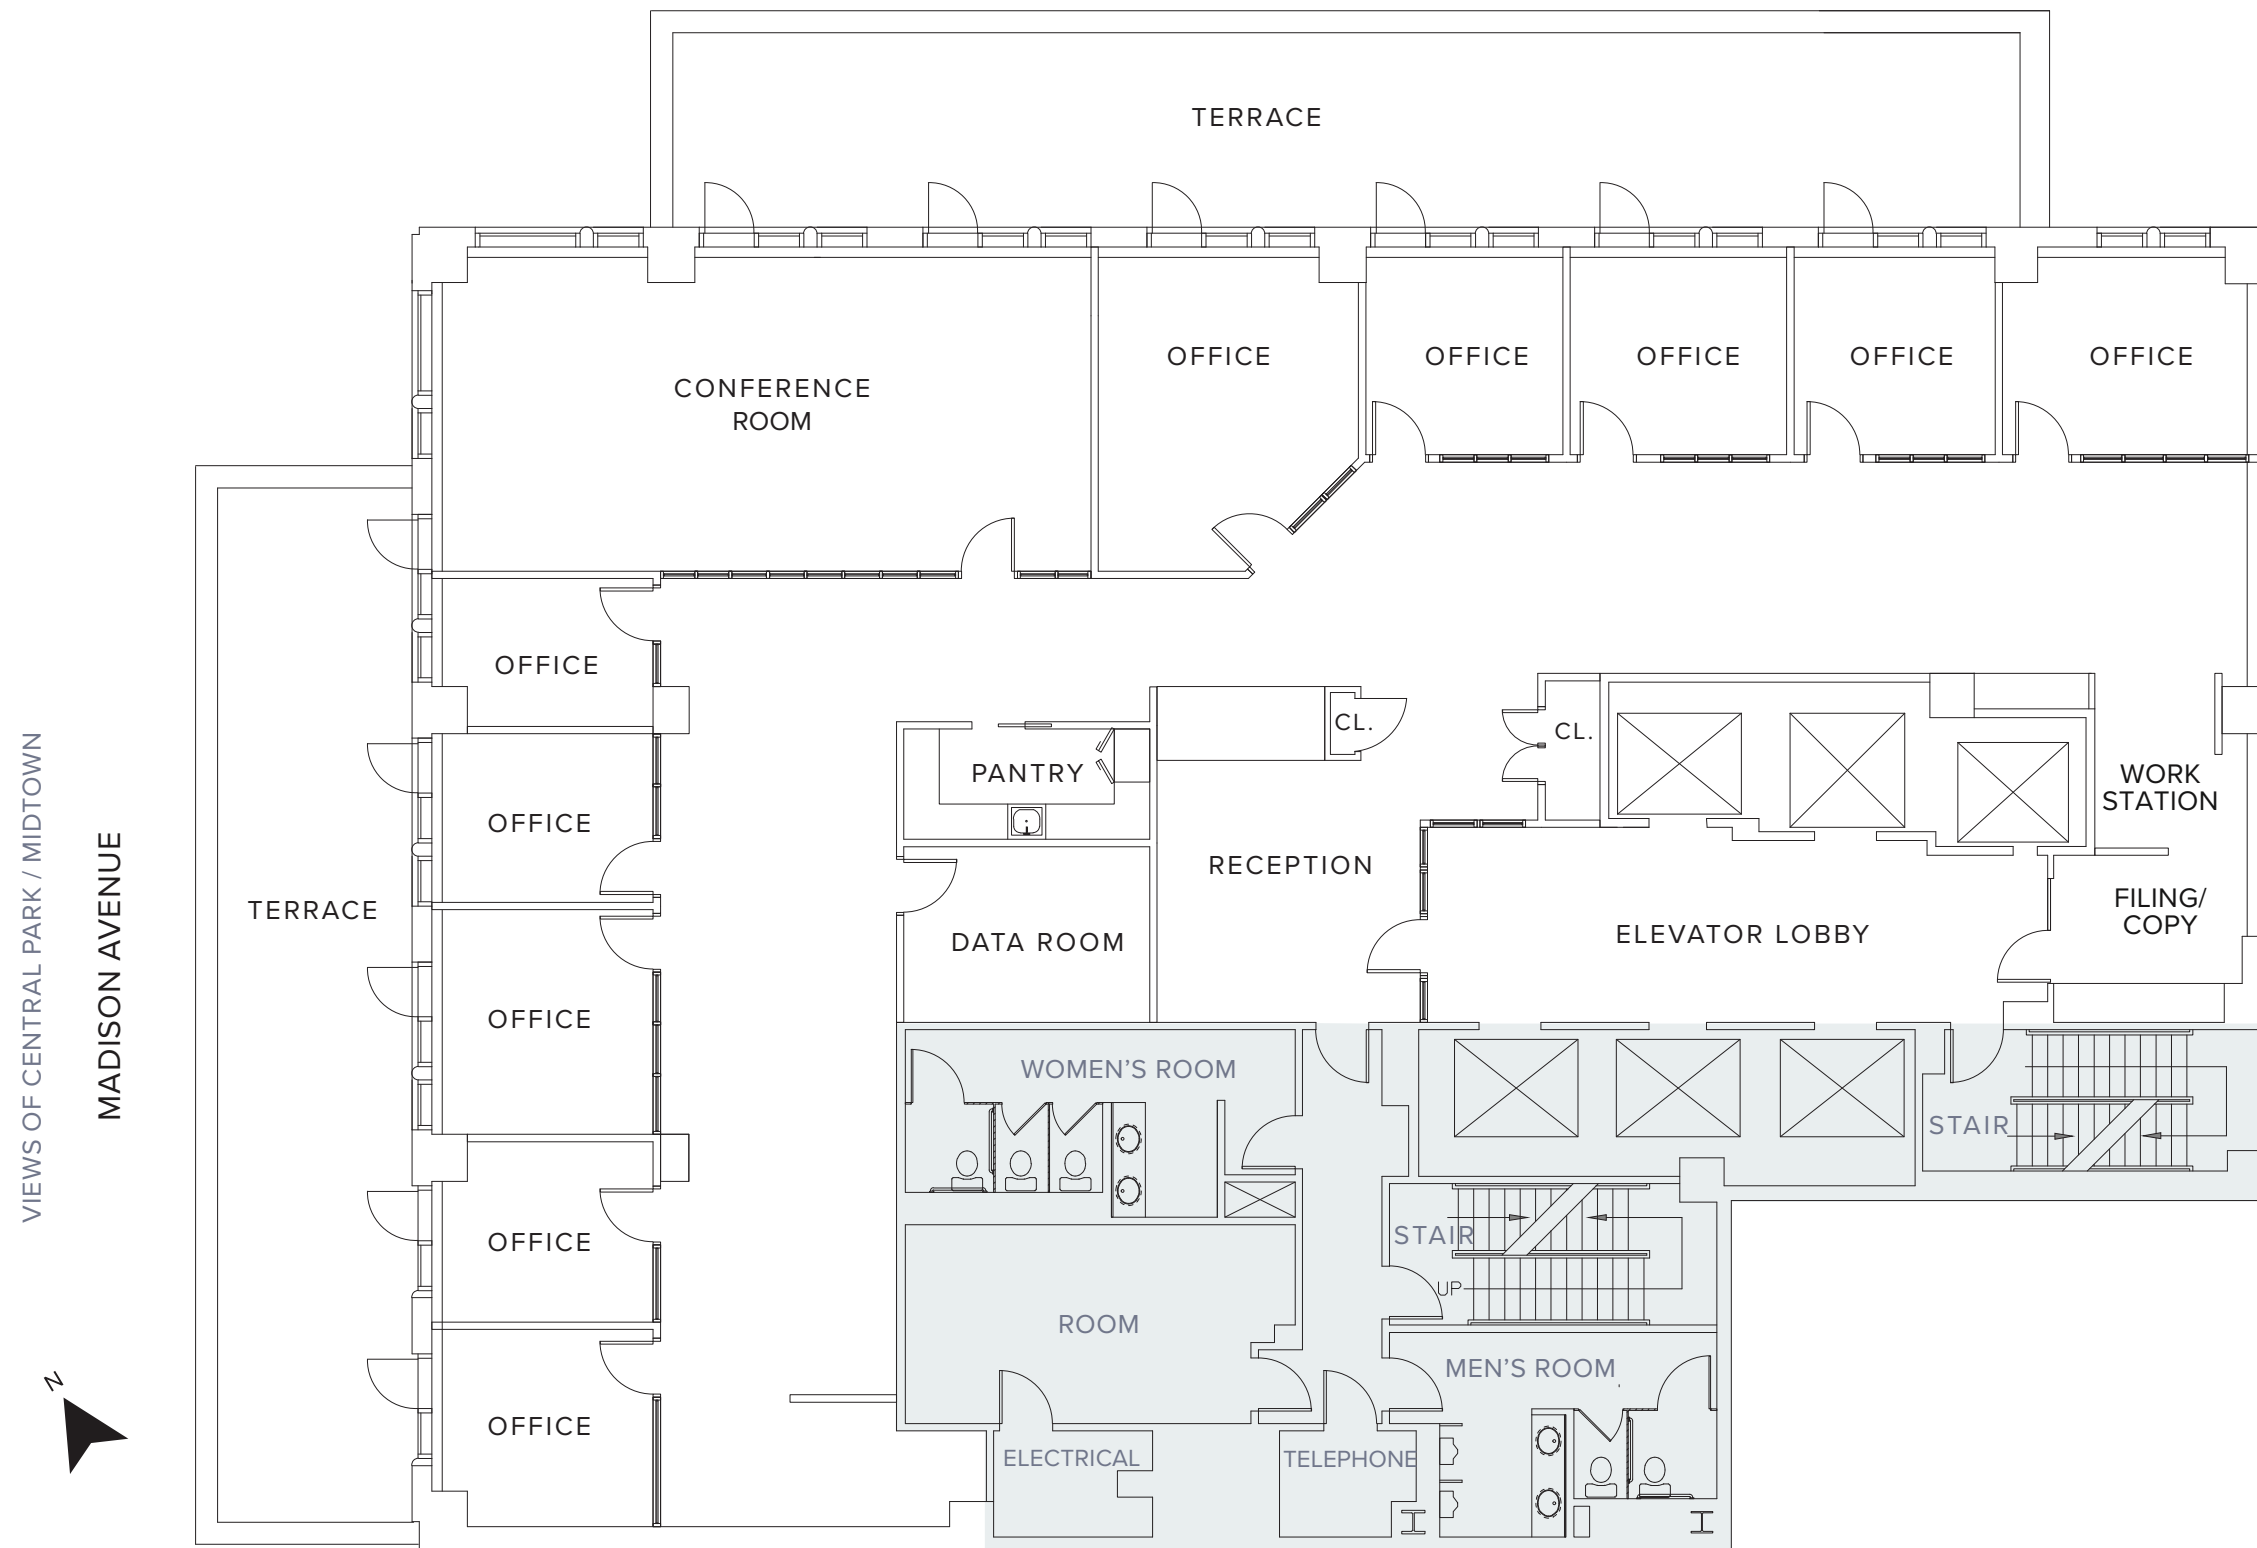 TERRACE
OFFICE
OFFICE
OFFICE
OFFICE
OFFICE
CONFERENCE
ROOM
OFFICE
CL.
CL.
PANTRY
WORK
STATION
OFFICE
RECEPTION
FILING/
COPY
TERRACE
DATA ROOM
ELEVATOR LOBBY
VIEWS OF CENTRAL PARK / MIDTOWN
MADISON AVENUE
OFFICE
WOMEN'S ROOM
STAIR
OFFICE
STAIR
UP
ROOM
MEN'S ROOM
N
OFFICE
ELECTRICAL
TELEPHONE